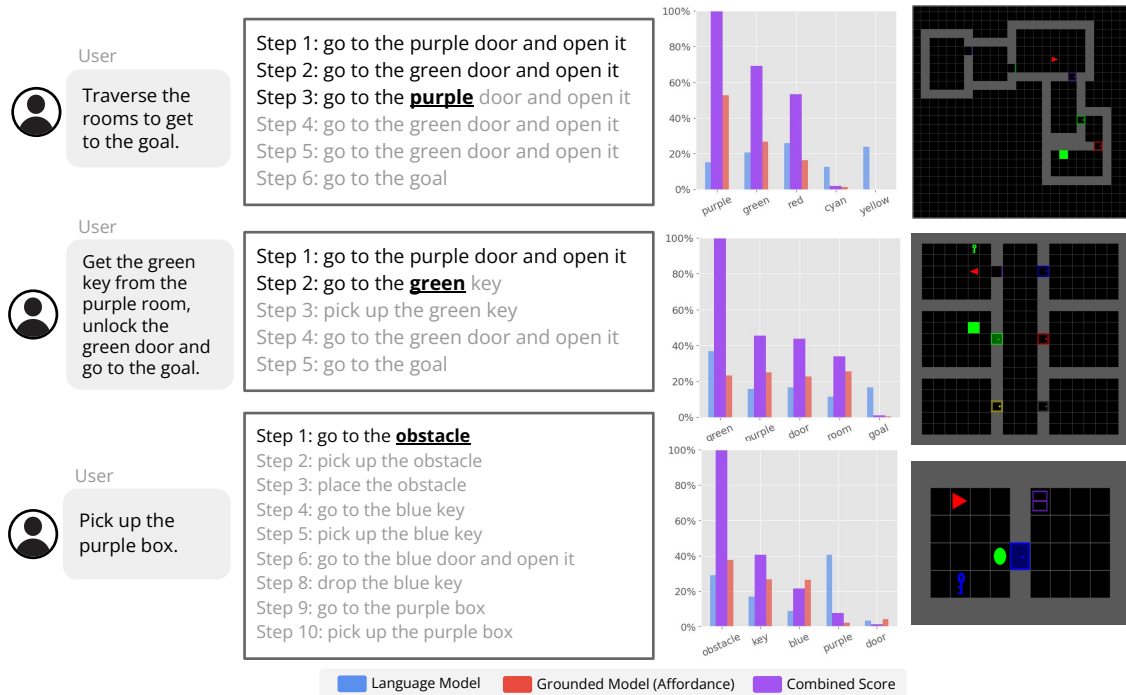 User
Traverse the
rooms to get
to the goal.
Step 1: go to the purple door and open it
Step 2: go to the green door and open it
Step 3: go to the purple door and open it
Step 4: go to the green door and open it
Step 5: go to the green door and open it
Step 6: go to the goal
100%
80%
60%
40%
20%
0%
purple
green
red
cyan
yellow
User
Get the green
key from the
purple room,
unlock the
green door and
go to the goal.
Step 1: go to the purple door and open it
Step 2: go to the green key
Step 3: pick up the green key
Step 4: go to the green door and open it
Step 5: go to the goal
100%
80%
60%
40%
20%
0%
green
purple
door
room
goal
User
Pick up the
purple box.
Step 1: go to the obstacle
Step 2: pick up the obstacle
Step 3: place the obstacle
Step 4: go to the blue key
Step 5: pick up the blue key
Step 6: go to the blue door and open it
Step 8: drop the blue key
Step 9: go to the purple box
Step 10: pick up the purple box
100%
80%
60%
40%
20%
0%
obstacle
key
blue
purple
door
Language Model
Grounded Model (Affordance)
Combined Score